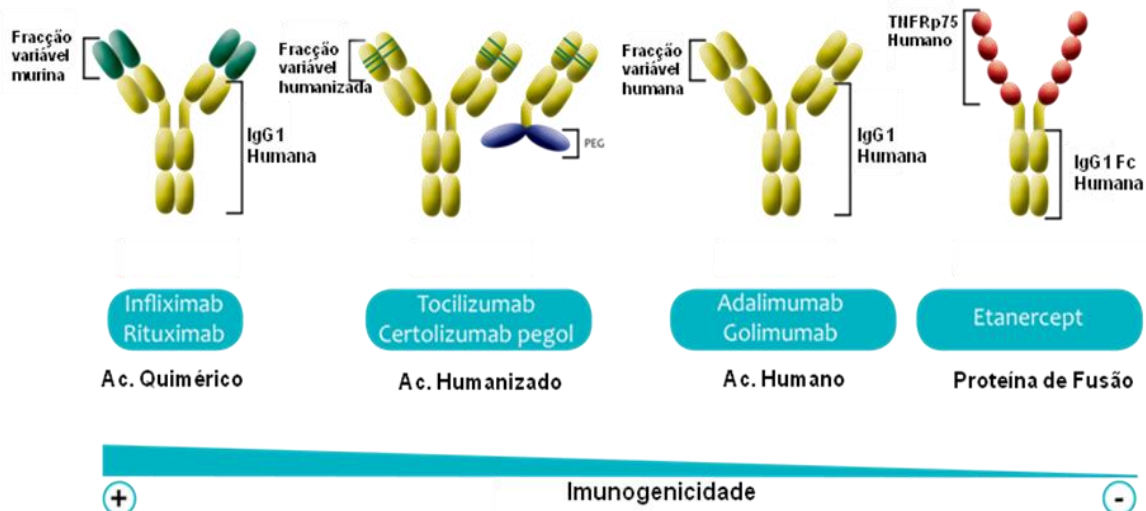 Fracção
variável
murina
IgG1
Humana
Fracção
variável
humanizada
PEG
Fracção
variável
humana
IgG1
Humana
TNFRp75
Humano
IgG1 Fc
Humana
Infliximab
Rituximab
Tocilizumab
Certolizumab pegol
Adalimumab
Golimumab
Etanercept
Ac. Quimérico
Ac. Humanizado
Ac. Humano
Proteína de Fusão
+
Imunogenicidade
-